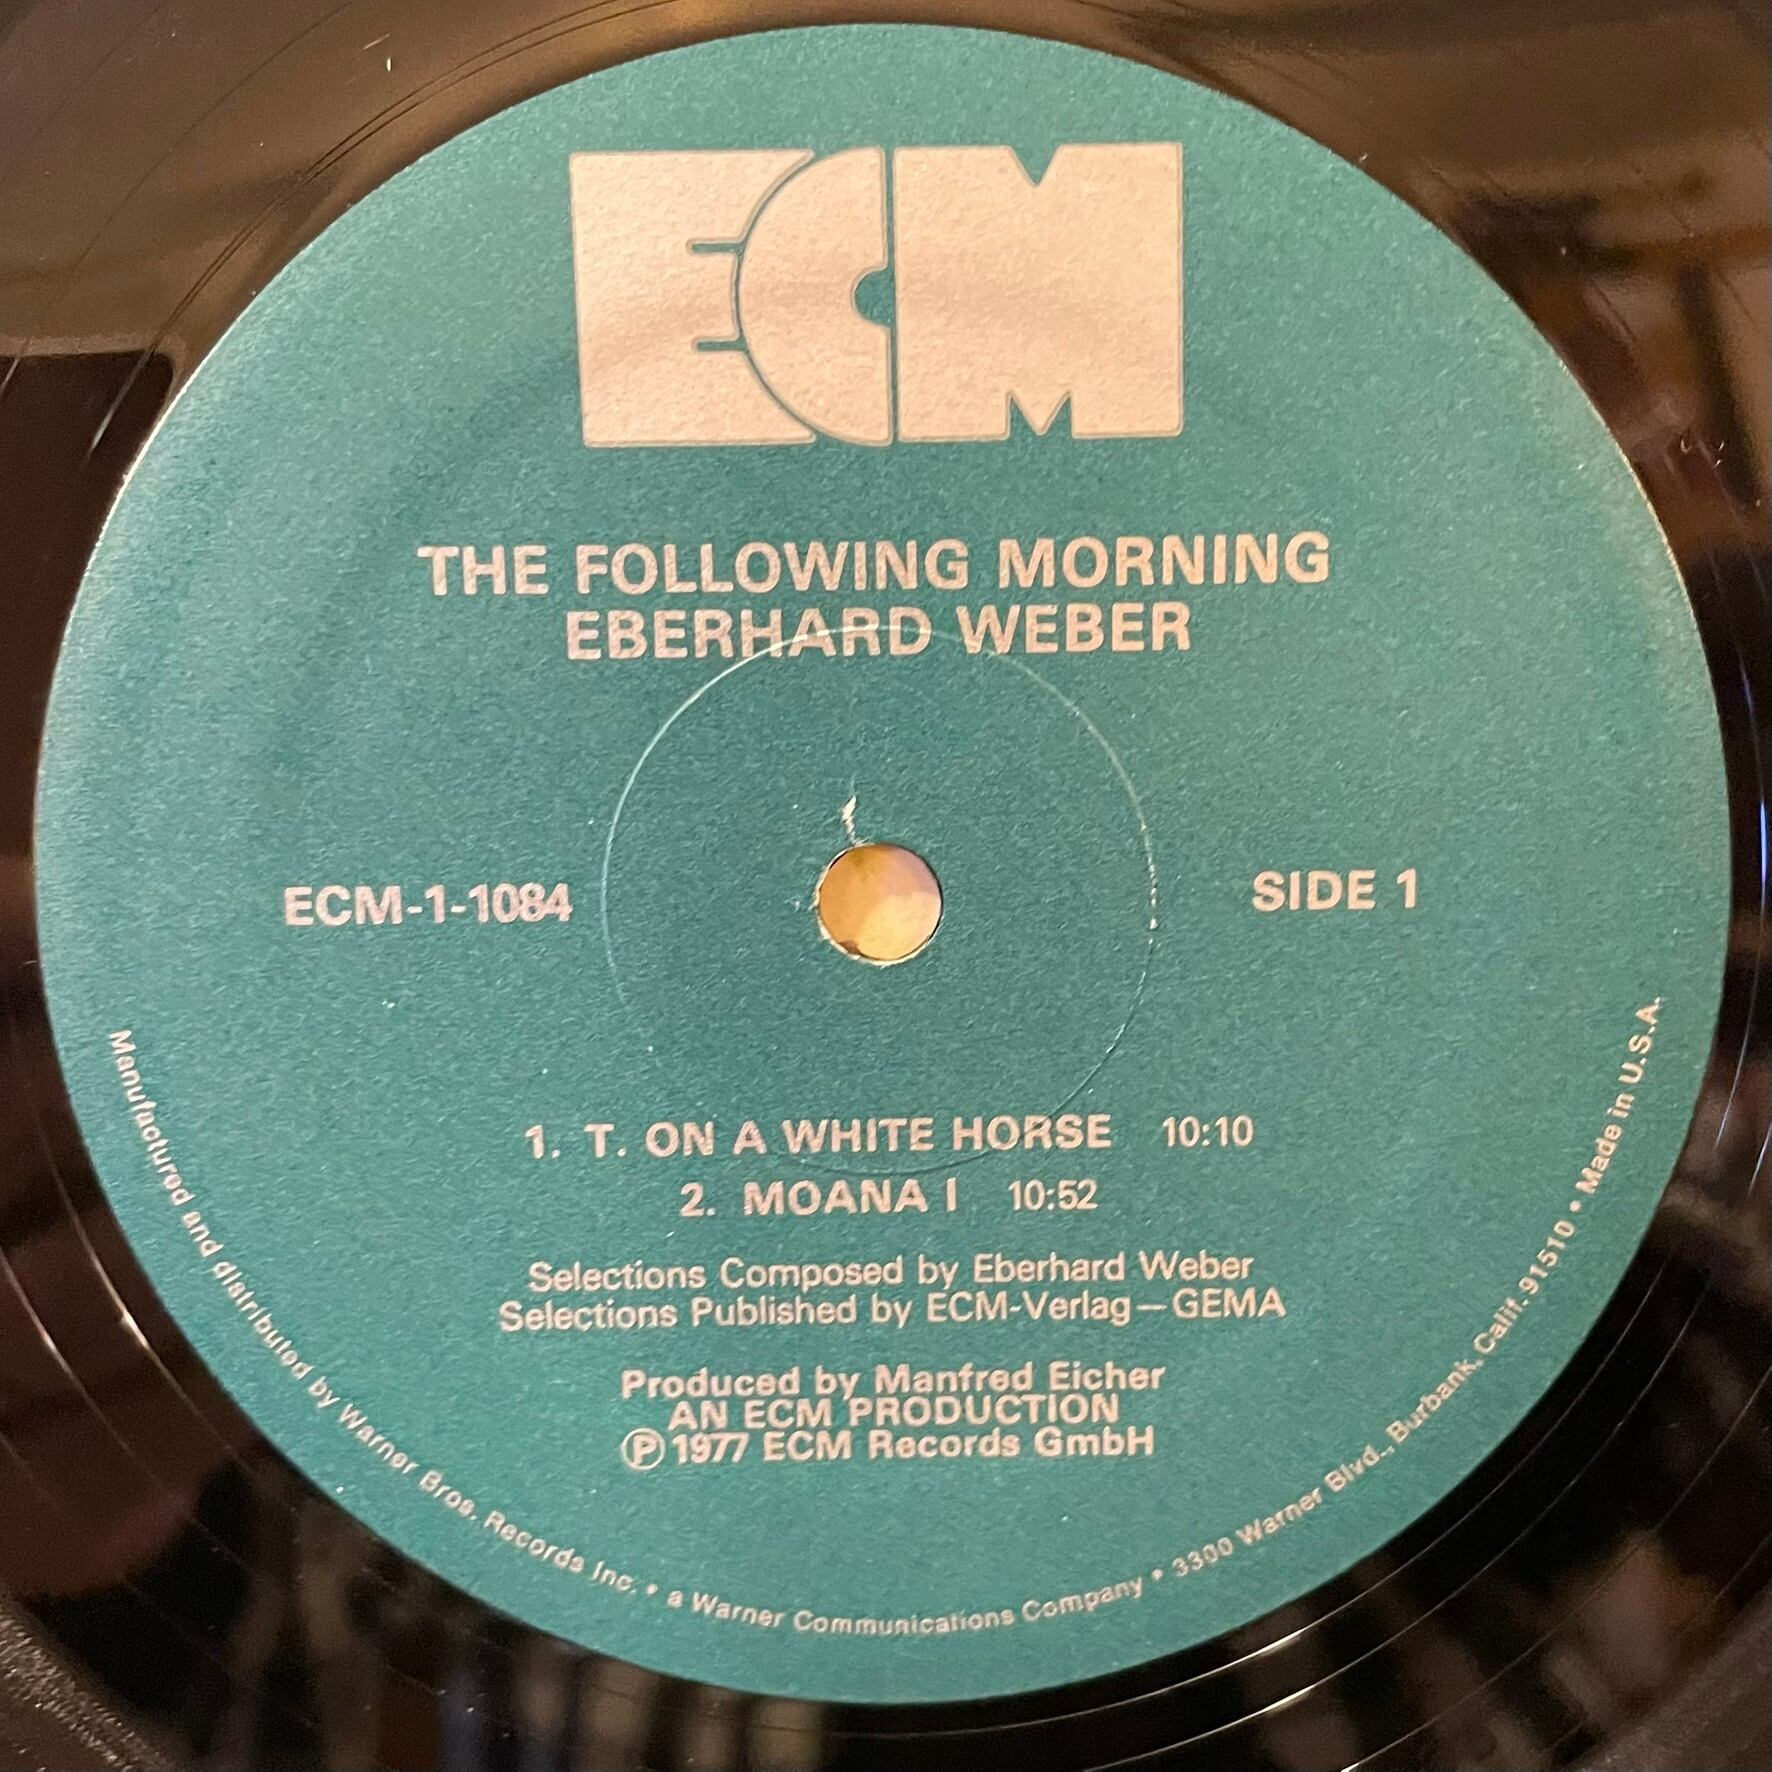 ECM
THE FOLLOWING MORNING
EBERHARD WEBER
ECM-1-1084
SIDE 1
1. T. ON A WHITE HORSE 10:10
2. MOANA I 10:52
Selections Composed by Eberhard Weber
Selections Published by ECM-Verlag—GEMA
Produced by Manfred Eicher
AN ECM PRODUCTION
℗ 1977 ECM Records GmbH
Manufactured and distributed by Warner Bros. Records Inc. • a Warner Communications Company • 3300 Warner Blvd., Burbank, Calif. 91510 • Made in U.S.A.